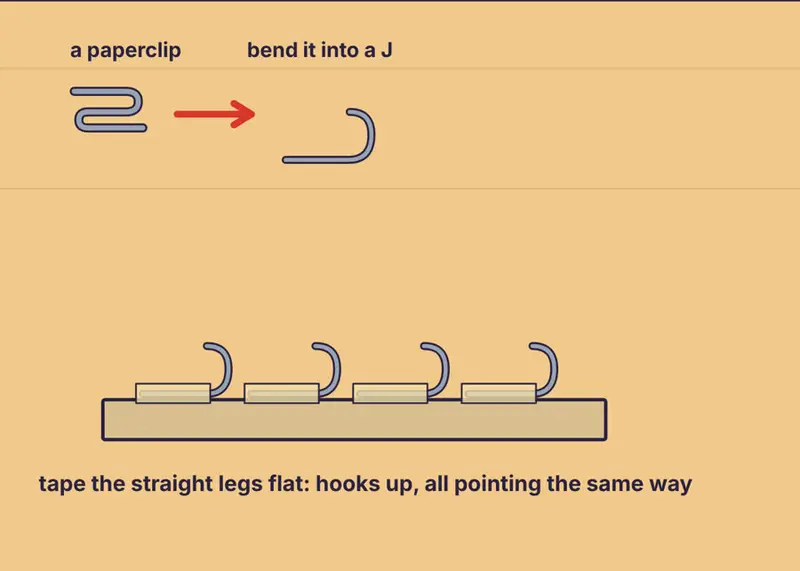 a paperclip
bend it into a J
tape the straight legs flat: hooks up, all pointing the same way